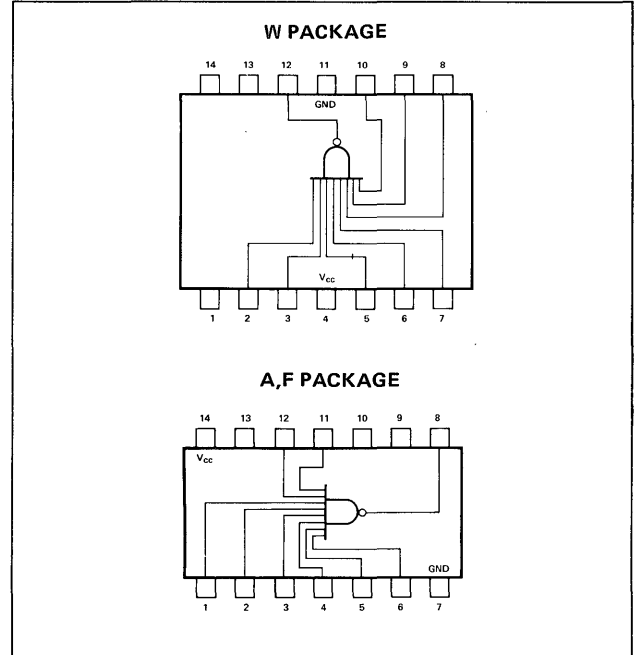 W PACKAGE
14 13 12 11 10 9 8
GND
Vcc
1 2 3 4 5 6 7
A,F PACKAGE
14 13 12 11 10 9 8
Vcc
GND
1 2 3 4 5 6 7